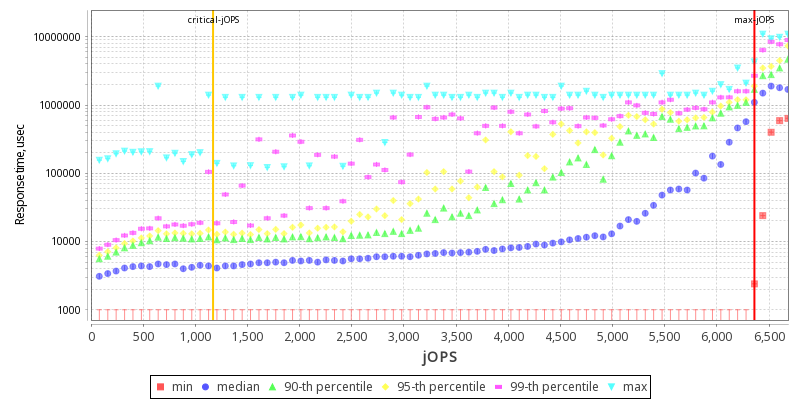 critical-jOPS
max-jOPS
Response time, usec
10000000
1000000
100000
10000
1000
0
500
1,000
1,500
2,000
2,500
3,000
3,500
4,000
4,500
5,000
5,500
6,000
6,500
jOPS
min
median
90-th percentile
95-th percentile
99-th percentile
max